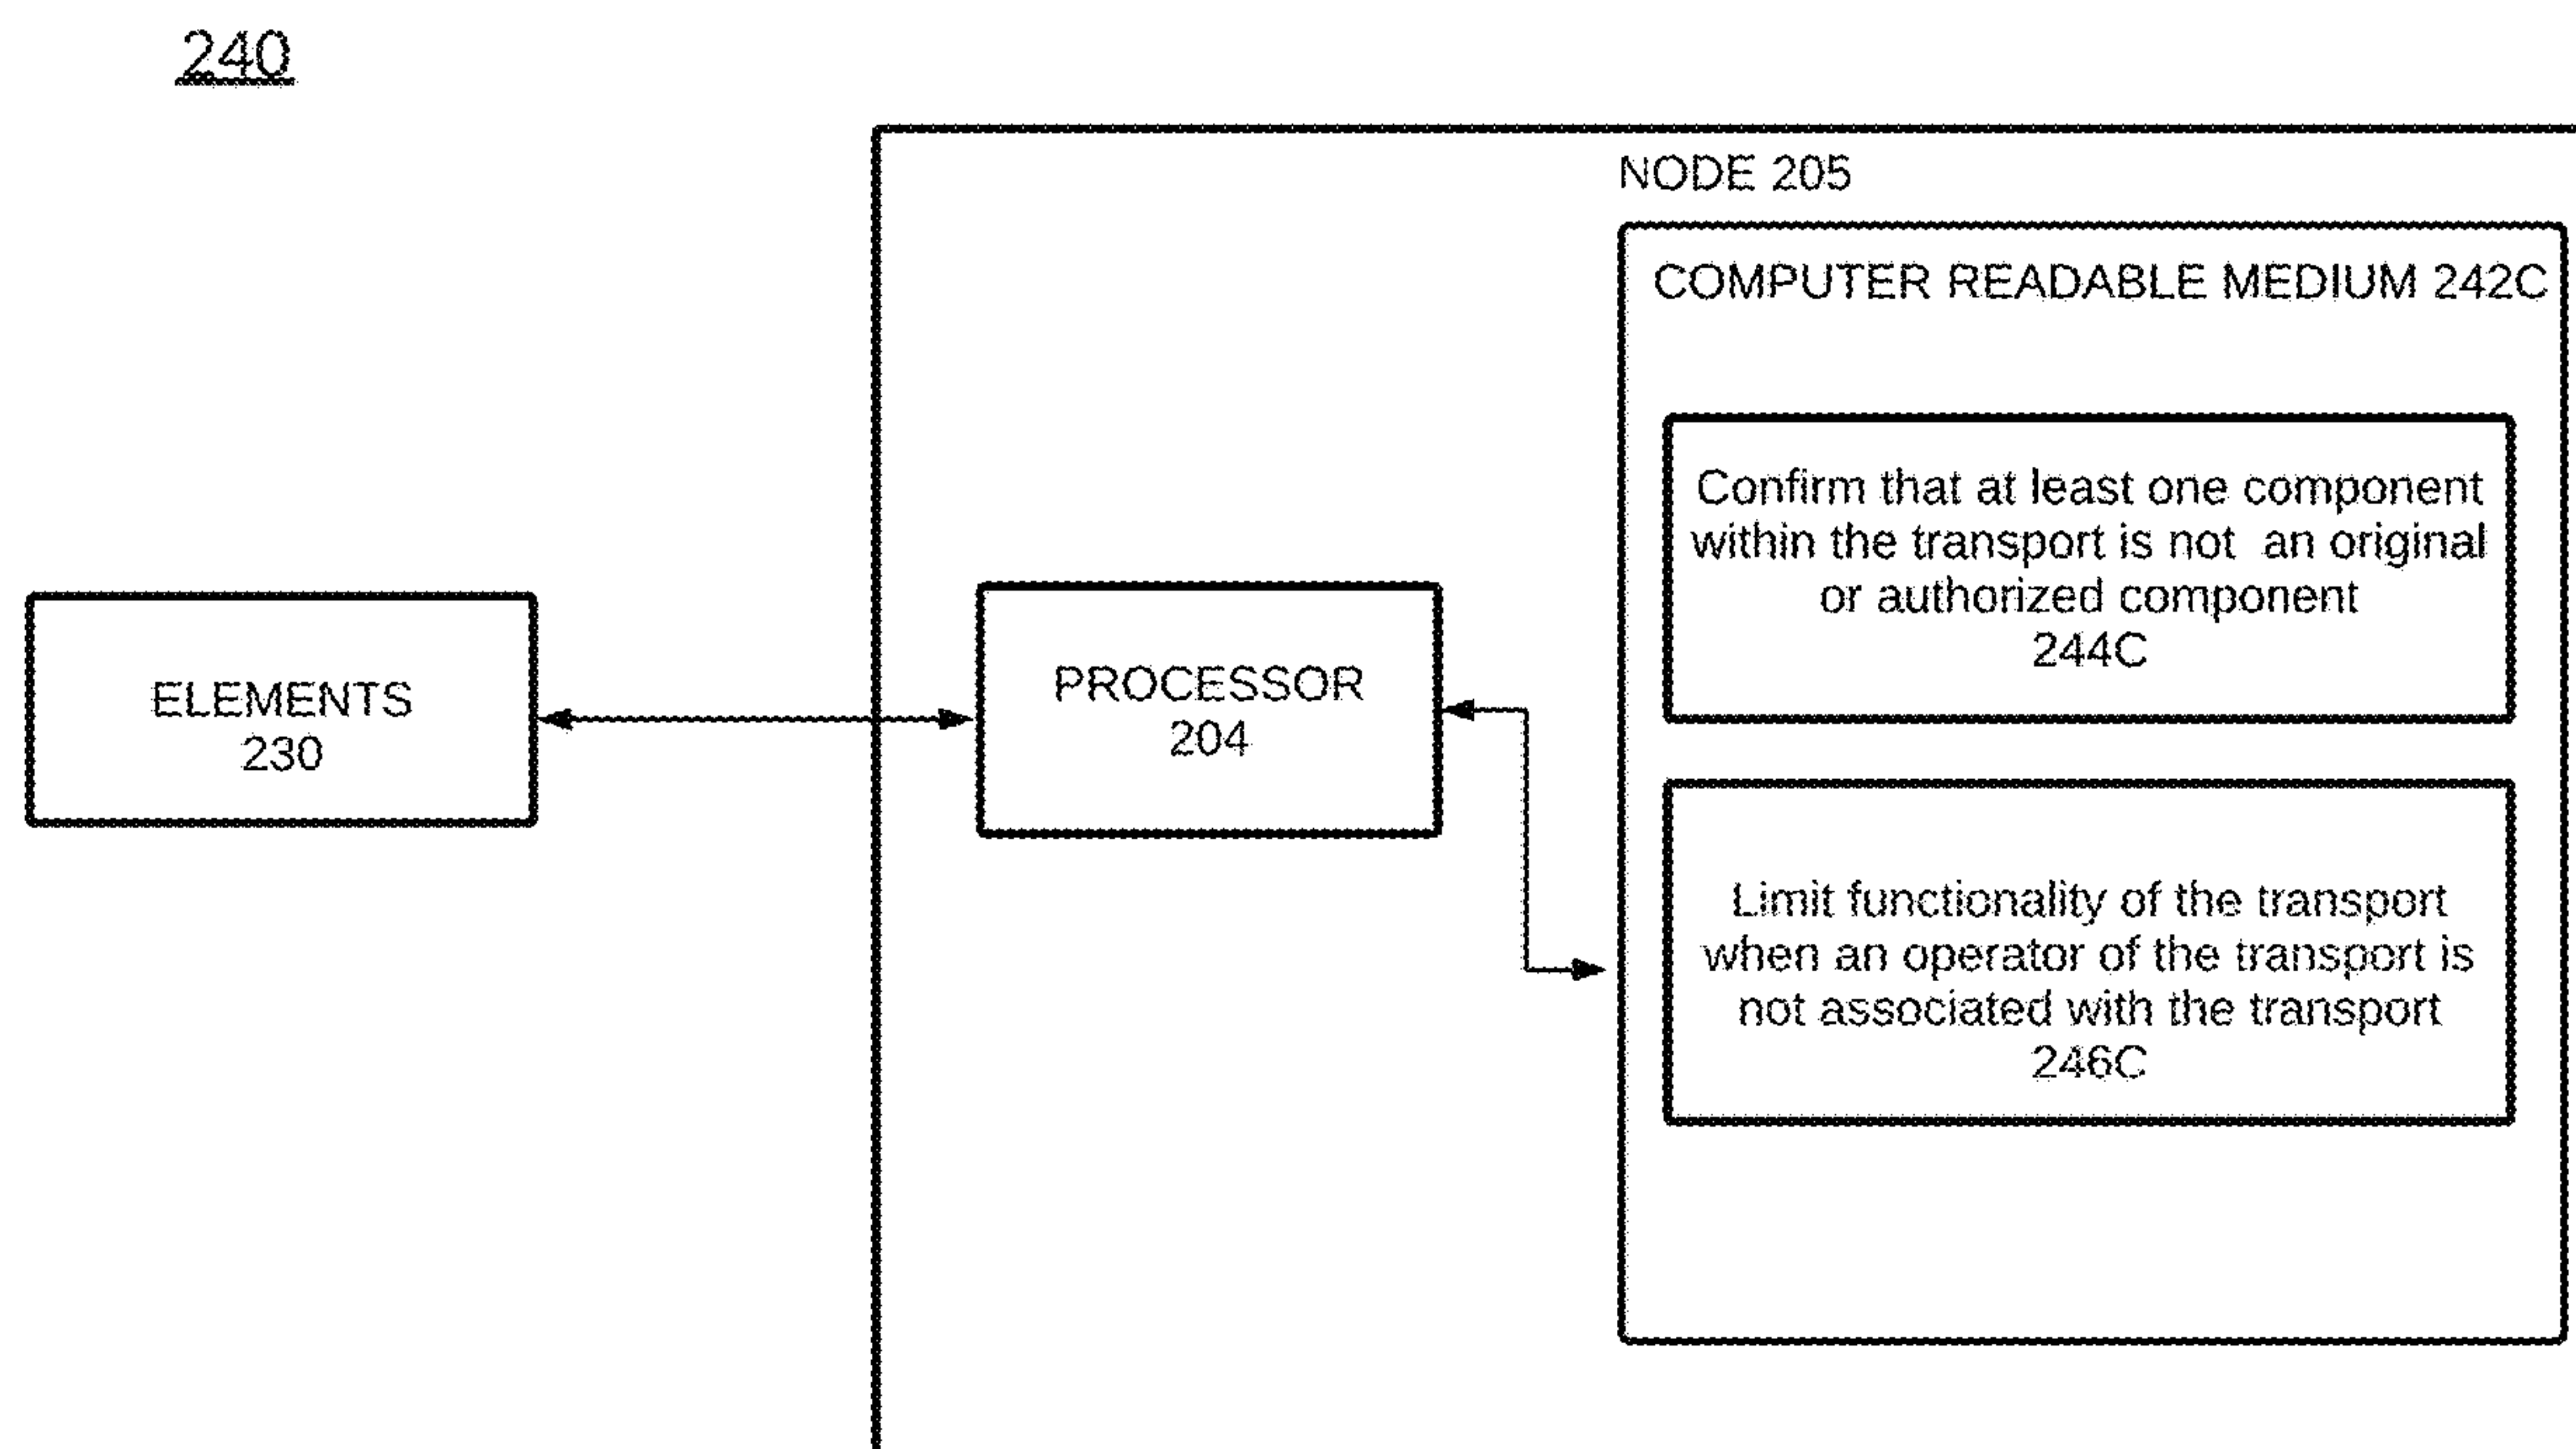 240
NODE 205
COMPUTER READABLE MEDIUM 242C
Confirm that at least one component
within the transport is not an original
or authorized component
244C
ELEMENTS
230
PROCESSOR
204
Limit functionality of the transport
when an operator of the transport is
not associated with the transport
246C